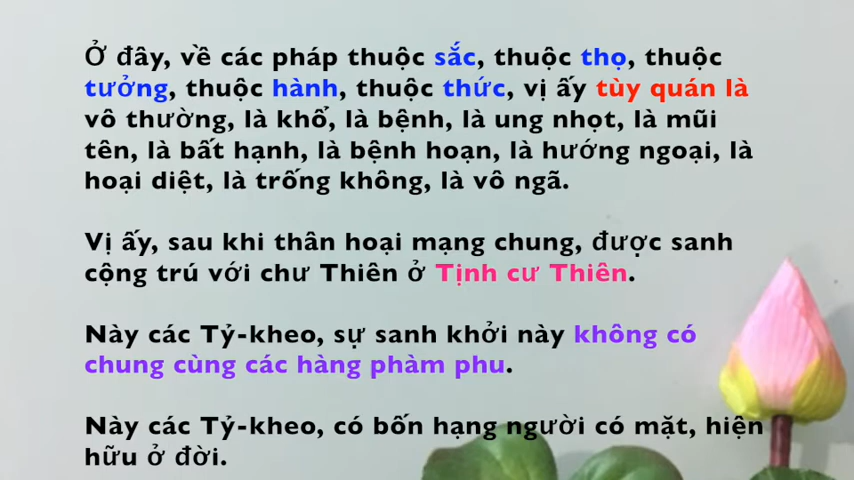 Ở đây, về các pháp thuộc sắc, thuộc thọ, thuộc
tưởng, thuộc hành, thuộc thức, vị ấy tùy quán là
vô thường, là khổ, là bệnh, là ung nhọt, là mũi
tên, là bất hạnh, là bệnh hoạn, là hướng ngoại, là
hoại diệt, là trống không, là vô ngã.
Vị ấy, sau khi thân hoại mạng chung, được sanh
cộng trú với chư Thiên ở Tịnh cư Thiên.
Này các Tỷ-kheo, sự sanh khởi này không có
chung cùng các hàng phàm phu.
Này các Tỷ-kheo, có bốn hạng người có mặt, hiện
hữu ở đời.